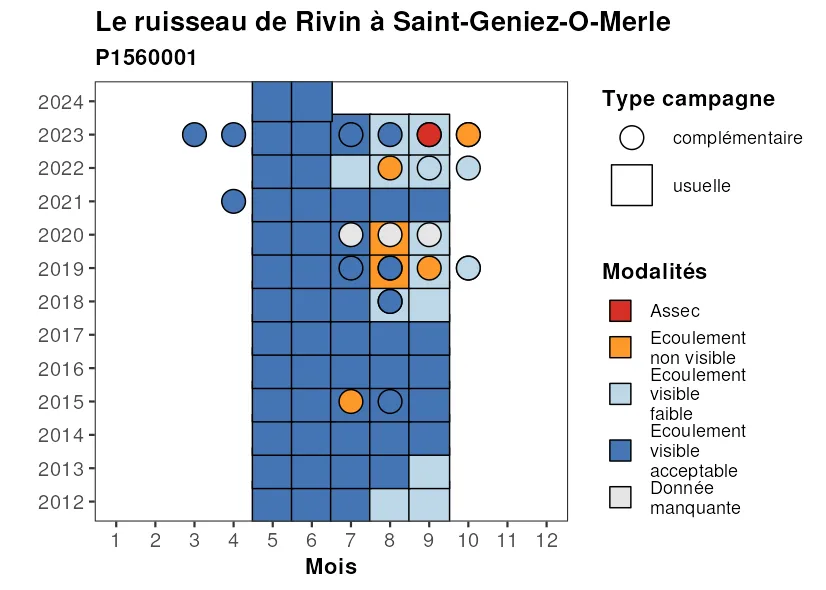 Le ruisseau de Rivin à Saint-Geniez-O-Merle
P1560001
2024
2023
2022
2021
2020
2019
2018
2017
2016
2015
2014
2013
2012
1 2 3 4 5 6 7 8 9 10 11 12
Mois
Type campagne
complémentaire
usuelle
Modalités
Assec
Ecoulement
non visible
Ecoulement
visible
faible
Ecoulement
visible
acceptable
Donnée
manquante